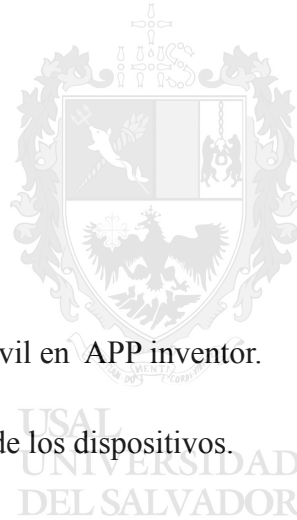 vil en APP inventor.
de los dispositivos.
USAL
UNIVERSIDAD
DEL SALVADOR